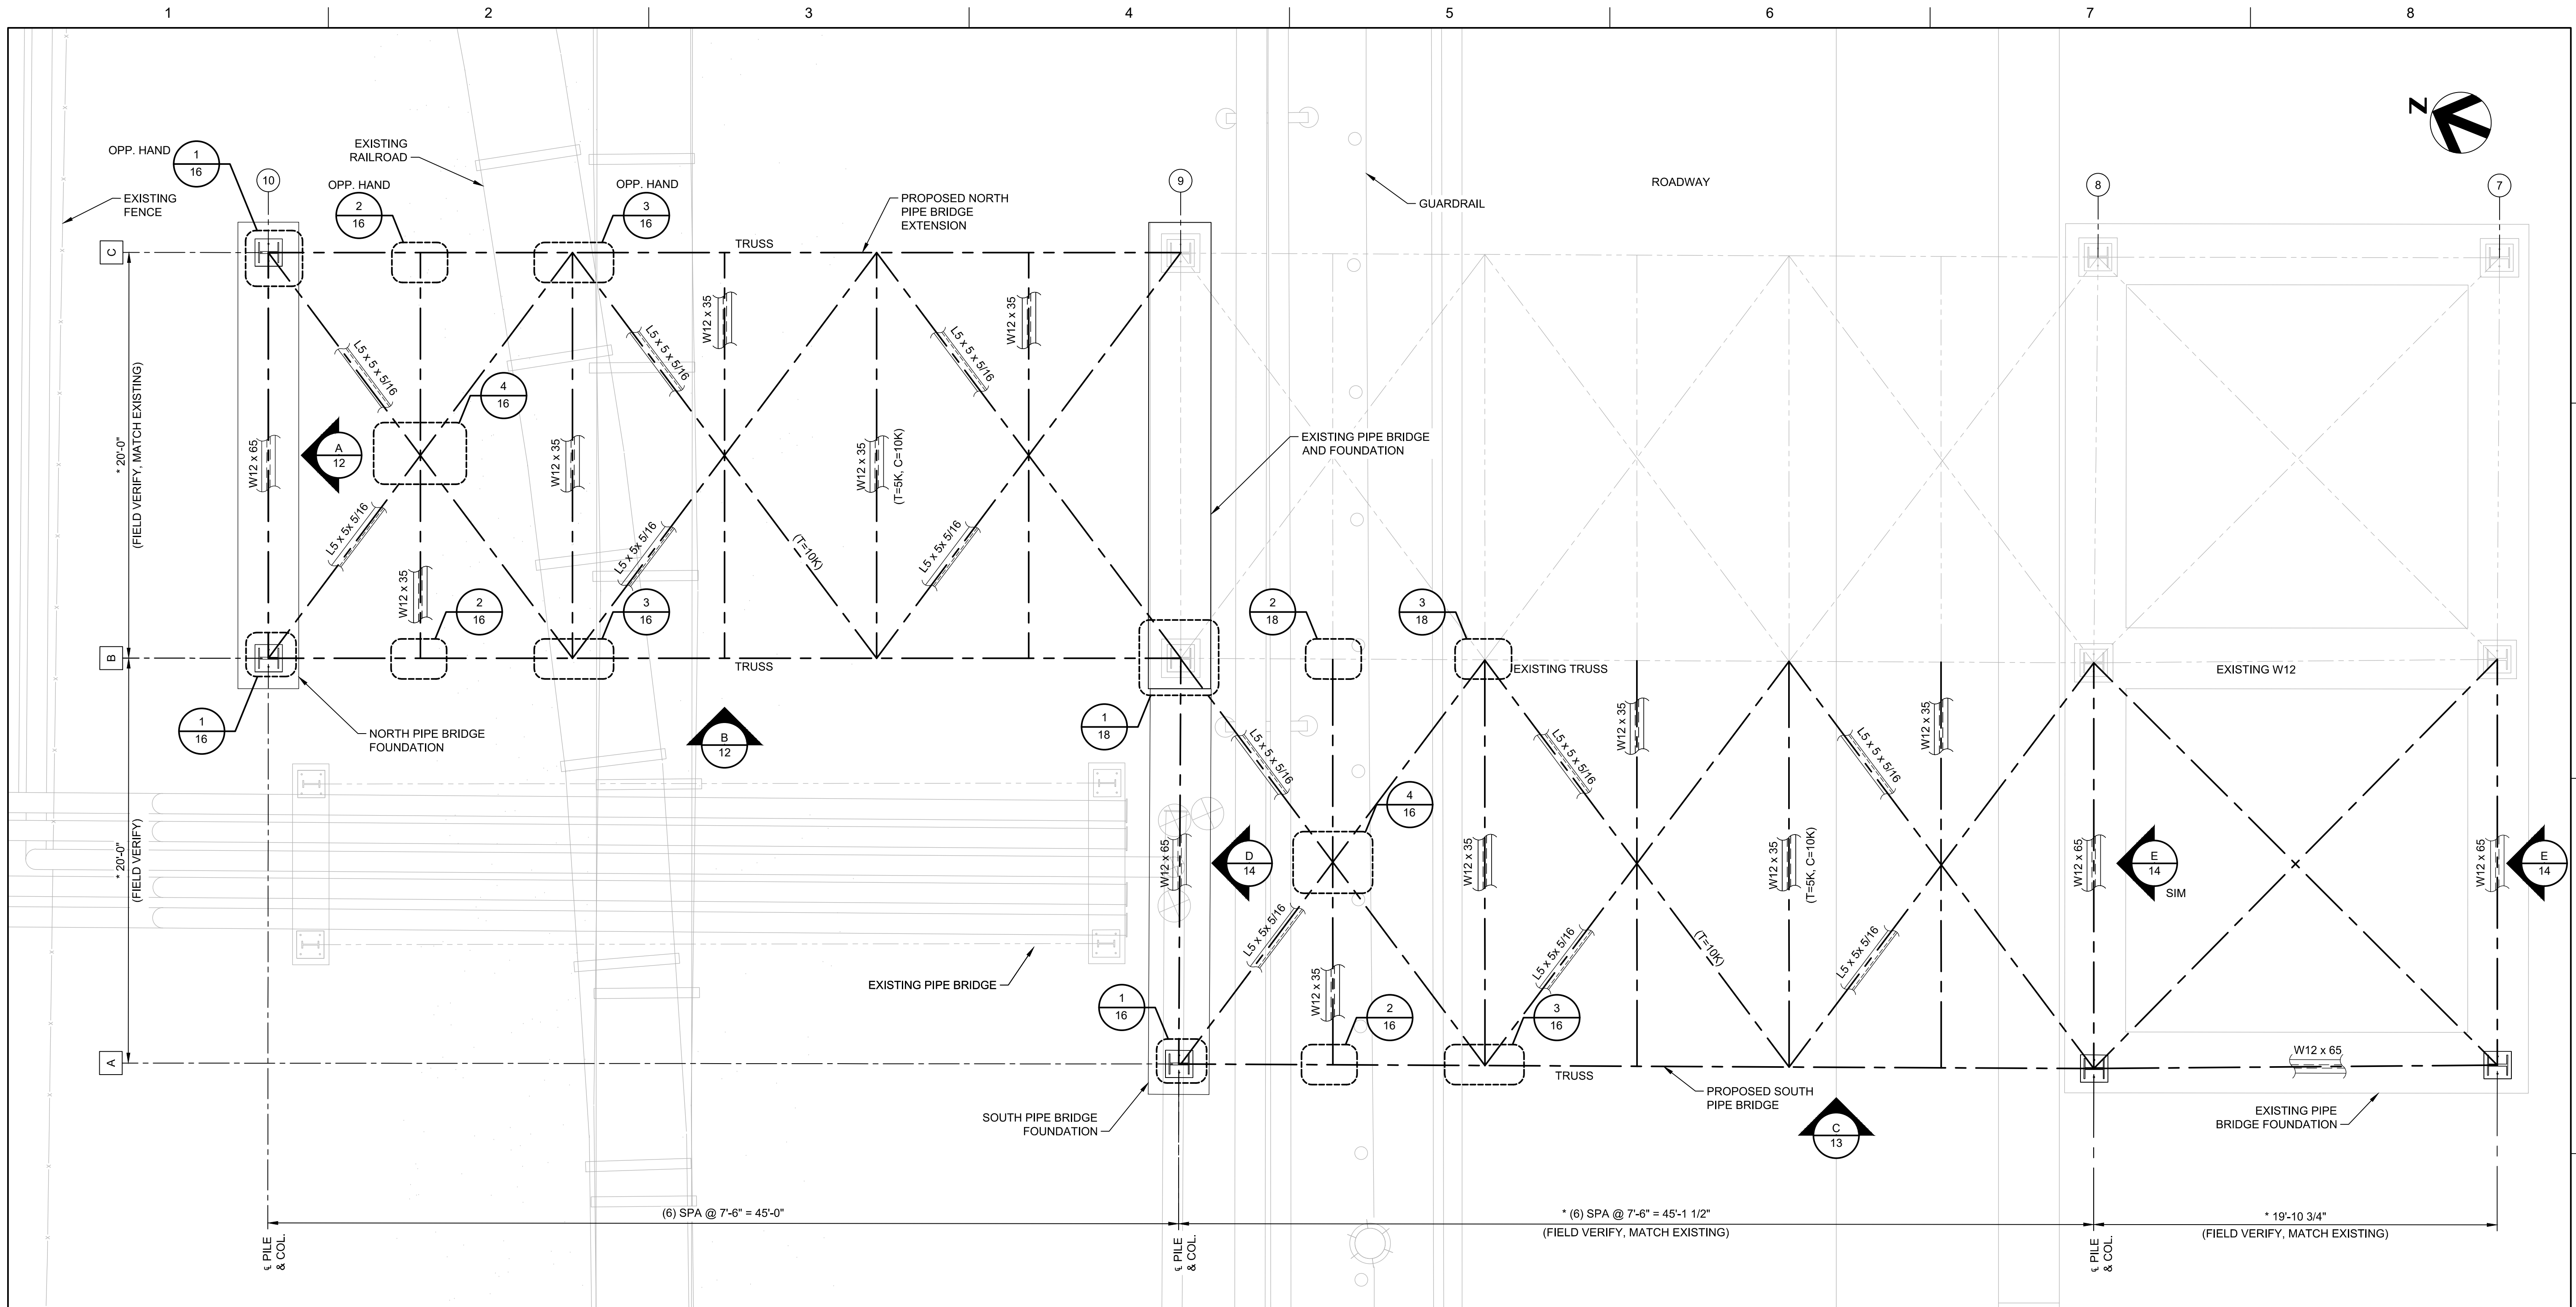 1 2 3 4 5 6 7 8
N
OPP. HAND
1
16
EXISTING
FENCE
10
OPP. HAND
2
16
EXISTING
RAILROAD
OPP. HAND
3
16
PROPOSED NORTH
PIPE BRIDGE
EXTENSION
9
GUARDRAIL
ROADWAY
8
7
C
TRUSS
W12 x 35
W12 x 35
L5 x 5 x 5/16
L5 x 5 x 5/16
L5 x 5 x 5/16
* 20'-0"
(FIELD VERIFY, MATCH EXISTING)
4
16
W12 x 65
A
12
W12 x 35
W12 x 35
(T=5K, C=10K)
EXISTING PIPE BRIDGE
AND FOUNDATION
L5 x 5x 5/16
L5 x 5x 5/16
(T=10K)
L5 x 5x 5/16
W12 x 35
2
16
3
16
2
18
3
18
B
TRUSS
EXISTING TRUSS
EXISTING W12
1
16
NORTH PIPE BRIDGE
FOUNDATION
B
12
1
18
L5 x 5 x 5/16
L5 x 5 x 5/16
W12 x 35
L5 x 5 x 5/16
W12 x 35
4
16
* 20'-0"
(FIELD VERIFY)
W12 x 65
D
14
W12 x 35
W12 x 35
(T=5K, C=10K)
W12 x 65
E
14
SIM
W12 x 65
E
14
L5 x 5x 5/16
L5 x 5x 5/16
(T=10K)
L5 x 5x 5/16
EXISTING PIPE BRIDGE
W12 x 35
1
16
2
16
3
16
A
TRUSS
W12 x 65
PROPOSED SOUTH
PIPE BRIDGE
SOUTH PIPE BRIDGE
FOUNDATION
C
13
EXISTING PIPE
BRIDGE FOUNDATION
(6) SPA @ 7'-6" = 45'-0"
* (6) SPA @ 7'-6" = 45'-1 1/2"
(FIELD VERIFY, MATCH EXISTING)
* 19'-10 3/4"
(FIELD VERIFY, MATCH EXISTING)
℄ PILE
& COL.
℄ PILE
& COL.
℄ PILE
& COL.